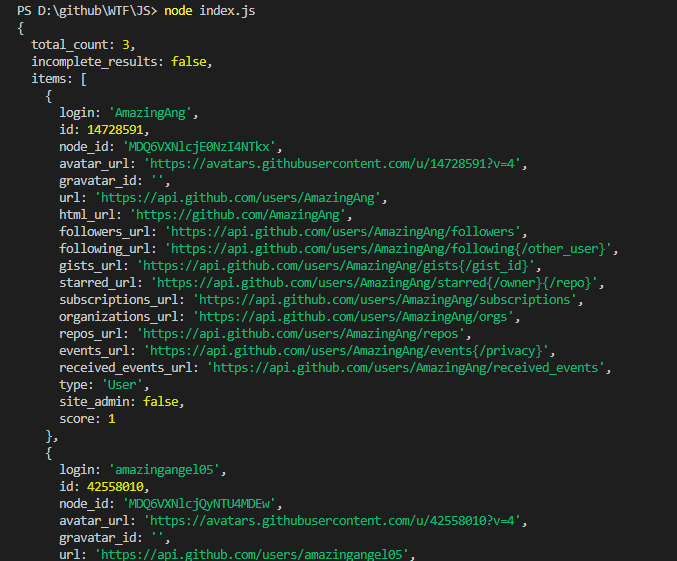 PS D:\github\WTF\JS> node index.js
{
  total_count: 3,
  incomplete_results: false,
  items: [
    {
      login: 'AmazingAng',
      id: 14728591,
      node_id: 'MDQ6VXNlcjE0NzI4NTkx',
      avatar_url: 'https://avatars.githubusercontent.com/u/14728591?v=4',
      gravatar_id: '',
      url: 'https://api.github.com/users/AmazingAng',
      html_url: 'https://github.com/AmazingAng',
      followers_url: 'https://api.github.com/users/AmazingAng/followers',
      following_url: 'https://api.github.com/users/AmazingAng/following{/other_user}',
      gists_url: 'https://api.github.com/users/AmazingAng/gists{/gist_id}',
      starred_url: 'https://api.github.com/users/AmazingAng/starred{/owner}{/repo}',
      subscriptions_url: 'https://api.github.com/users/AmazingAng/subscriptions',
      organizations_url: 'https://api.github.com/users/AmazingAng/orgs',
      repos_url: 'https://api.github.com/users/AmazingAng/repos',
      events_url: 'https://api.github.com/users/AmazingAng/events{/privacy}',
      received_events_url: 'https://api.github.com/users/AmazingAng/received_events',
      type: 'User',
      site_admin: false,
      score: 1
    },
    {
      login: 'amazingangel05',
      id: 42558010,
      node_id: 'MDQ6VXNlcjQyNTU4MDEw',
      avatar_url: 'https://avatars.githubusercontent.com/u/42558010?v=4',
      gravatar_id: '',
      url: 'https://api.github.com/users/amazingangel05',